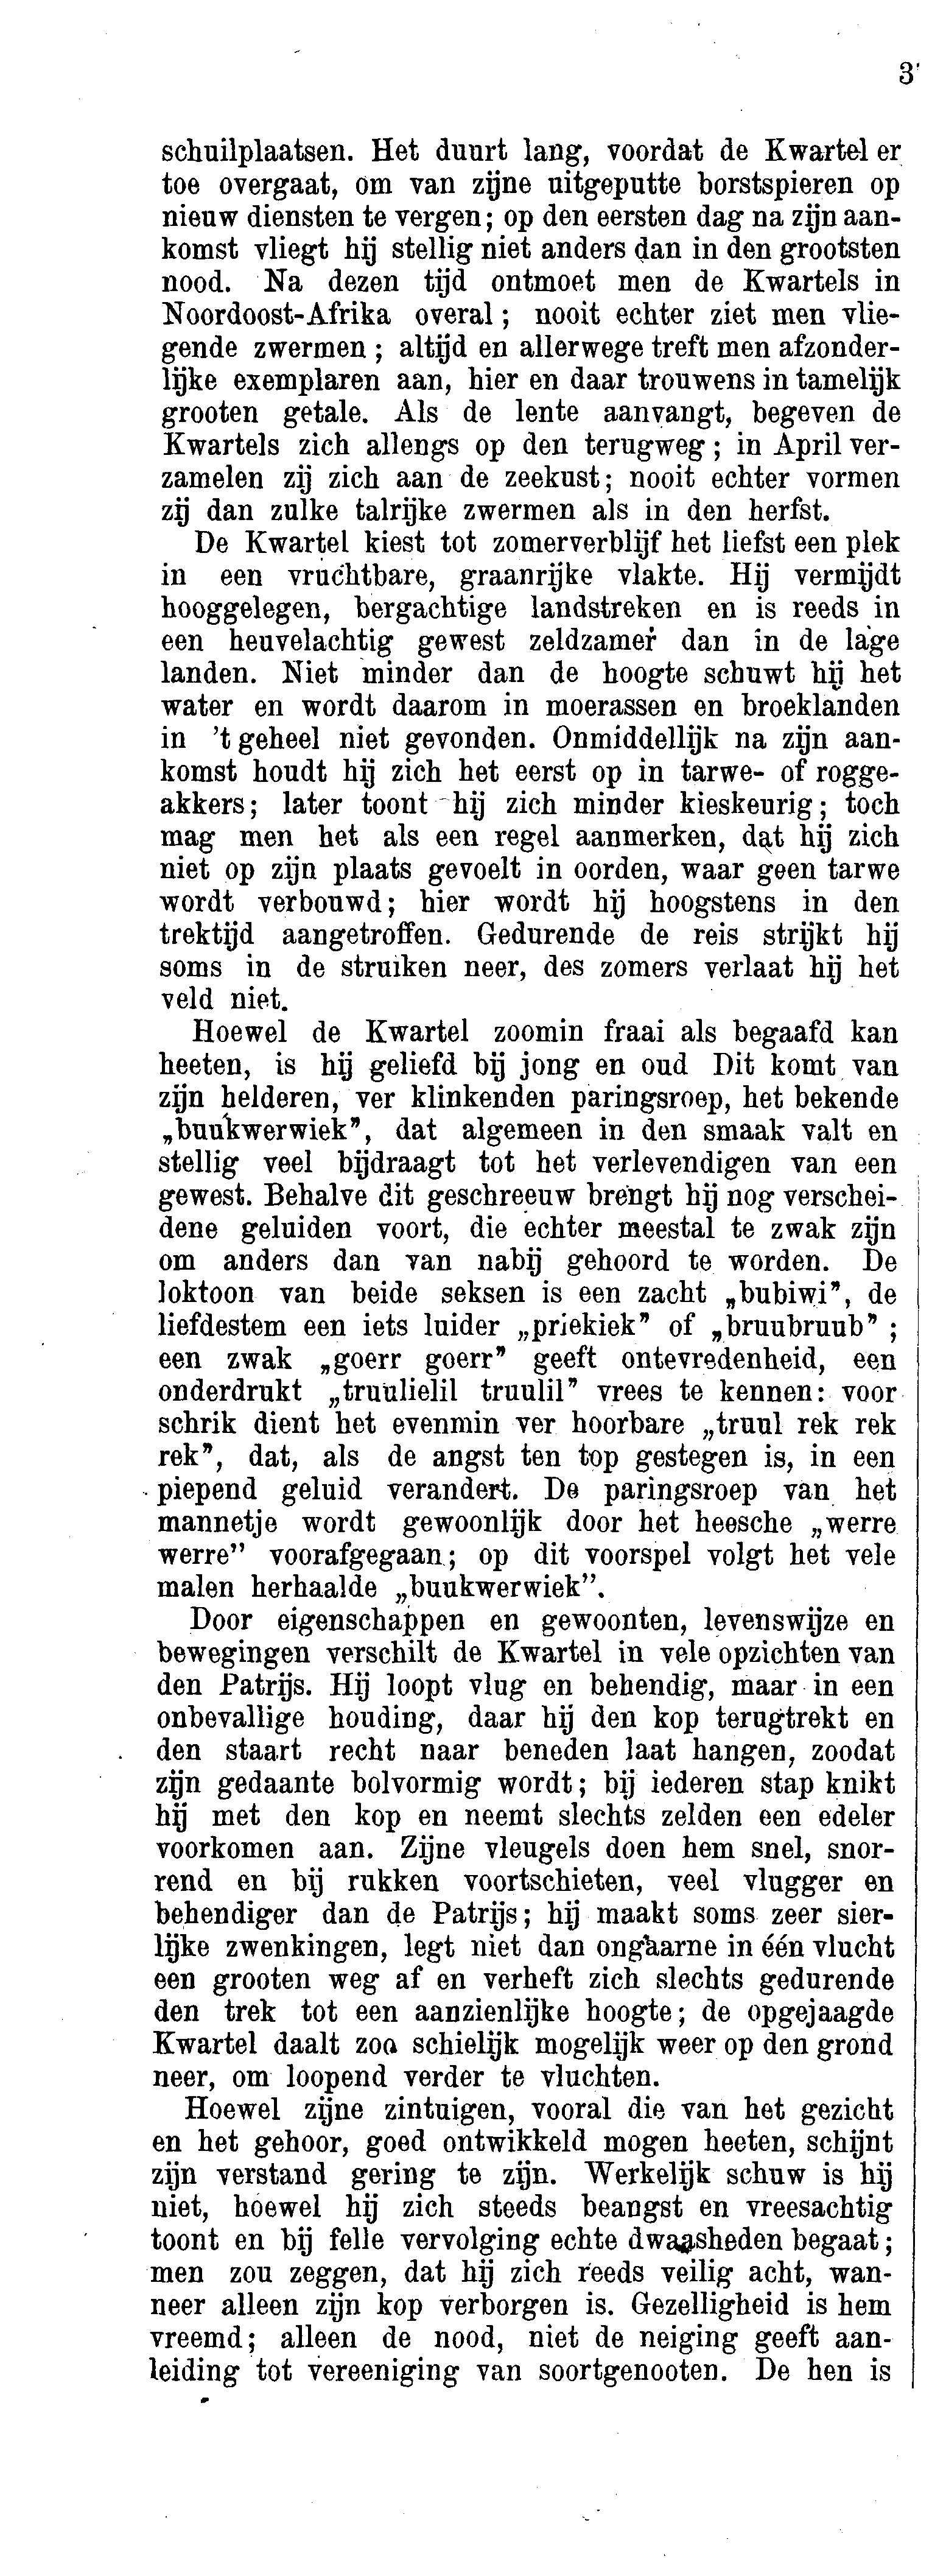 3
schuilplaatsen. Het duurt lang, voordat de Kwartel er
toe overgaat, om van zijne uitgeputte borstspieren op
nieuw diensten te vergen; op den eersten dag na zijn aan-
komst vliegt hij stellig niet anders dan in den grootsten
nood. Na dezen tijd ontmoet men de Kwartels in
Noordoost-Afrika overal; nooit echter ziet men vlie-
gende zwermen; altijd en allerwege treft men afzonder-
lijke exemplaren aan, hier en daar trouwens in tamelijk
grooten getale. Als de lente aanvangt, begeven de
Kwartels zich allengs op den terugweg; in April ver-
zamelen zij zich aan de zeekust; nooit echter vormen
zij dan zulke talrijke zwermen als in den herfst.
De Kwartel kiest tot zomerverblijf het liefst een plek
in een vruchtbare, graanrijke vlakte. Hij vermijdt
hooggelegen, bergachtige landstreken en is reeds in
een heuvelachtig gewest zeldzamer dan in de lage
landen. Niet minder dan de hoogte schuwt hij het
water en wordt daarom in moerassen en broeklanden
in 't geheel niet gevonden. Onmiddellijk na zijn aan-
komst houdt hij zich het eerst op in tarwe- of rogge-
akkers; later toont hij zich minder kieskeurig; toch
mag men het als een regel aanmerken, dat hij zich
niet op zijn plaats gevoelt in oorden, waar geen tarwe
wordt verbouwd; hier wordt hij hoogstens in den
trektijd aangetroffen. Gedurende de reis strijkt hij
soms in de struiken neer, des zomers verlaat hij het
veld niet.
Hoewel de Kwartel zoomin fraai als begaafd kan
heeten, is hij geliefd bij jong en oud Dit komt van
zijn helderen, ver klinkenden paringsroep, het bekende
„buukwerwiek”, dat algemeen in den smaak valt en
stellig veel bijdraagt tot het verlevendigen van een
gewest. Behalve dit geschreeuw brengt hij nog verschei-
dene geluiden voort, die echter meestal te zwak zijn
om anders dan van nabij gehoord te worden. De
loktoon van beide seksen is een zacht „bubiwi”, de
liefdestem een iets luider „priekiek” of „bruubruub”;
een zwak „goerr goerr” geeft ontevredenheid, een
onderdrukt „truulielil truulil” vrees te kennen: voor
schrik dient het evenmin ver hoorbare „truul rek rek
rek”, dat, als de angst ten top gestegen is, in een
piepend geluid verandert. De paringsroep van het
mannetje wordt gewoonlijk door het heesche „werre
werre” voorafgegaan; op dit voorspel volgt het vele
malen herhaalde „buukwerwiek”.
Door eigenschappen en gewoonten, levenswijze en
bewegingen verschilt de Kwartel in vele opzichten van
den Patrijs. Hij loopt vlug en behendig, maar in een
onbevallige houding, daar hij den kop terugtrekt en
den staart recht naar beneden laat hangen, zoodat
zijn gedaante bolvormig wordt; bij iederen stap knikt
hij met den kop en neemt slechts zelden een edeler
voorkomen aan. Zijne vleugels doen hem snel, snor-
rend en bij rukken voortschieten, veel vlugger en
behendiger dan de Patrijs; hij maakt soms zeer sier-
lijke zwenkingen, legt niet dan ongaarne in één vlucht
een grooten weg af en verheft zich slechts gedurende
den trek tot een aanzienlijke hoogte; de opgejaagde
Kwartel daalt zoo schielijk mogelijk weer op den grond
neer, om loopend verder te vluchten.
Hoewel zijne zintuigen, vooral die van het gezicht
en het gehoor, goed ontwikkeld mogen heeten, schijnt
zijn verstand gering te zijn. Werkelijk schuw is hij
niet, hoewel hij zich steeds beangst en vreesachtig
toont en bij felle vervolging echte dwaasheden begaat;
men zou zeggen, dat hij zich reeds veilig acht, wan-
neer alleen zijn kop verborgen is. Gezelligheid is hem
vreemd; alleen de nood, niet de neiging geeft aan-
leiding tot vereeniging van soortgenooten. De hen is